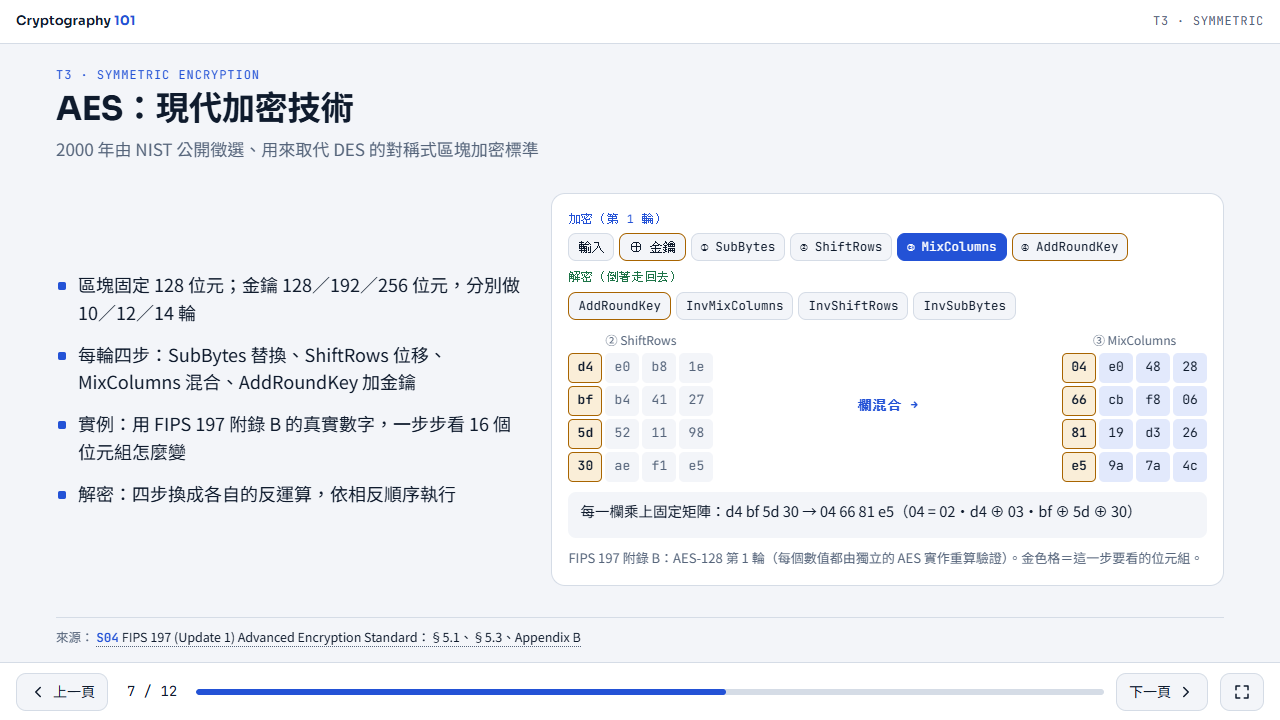 Cryptography 101
T3 · SYMMETRIC
T3 · SYMMETRIC ENCRYPTION
AES：現代加密技術
2000 年由 NIST 公開徵選、用來取代 DES 的對稱式區塊加密標準
區塊固定 128 位元；金鑰 128／192／256 位元，分別做
10／12／14 輪
每輪四步：SubBytes 替換、ShiftRows 位移、
MixColumns 混合、AddRoundKey 加金鑰
實例：用 FIPS 197 附錄 B 的真實數字，一步步看 16 個
位元組怎麼變
解密：四步換成各自的反運算，依相反順序執行
加密（第 1 輪）
輸入 ⊕ 金鑰 ① SubBytes ② ShiftRows ③ MixColumns ④ AddRoundKey
解密（倒著走回去）
AddRoundKey InvMixColumns InvShiftRows InvSubBytes
② ShiftRows ③ MixColumns
d4 e0 b8 1e 04 e0 48 28
bf b4 41 27 66 cb f8 06
欄混合 →
5d 52 11 98 81 19 d3 26
30 ae f1 e5 e5 9a 7a 4c
每一欄乘上固定矩陣：d4 bf 5d 30 → 04 66 81 e5（04 = 02・d4 ⊕ 03・bf ⊕ 5d ⊕ 30）
FIPS 197 附錄 B：AES-128 第 1 輪（每個數值都由獨立的 AES 實作重算驗證）。金色格＝這一步要看的位元組。
來源： S04 FIPS 197 (Update 1) Advanced Encryption Standard：§5.1、§5.3、Appendix B
上一頁 7 / 12 下一頁